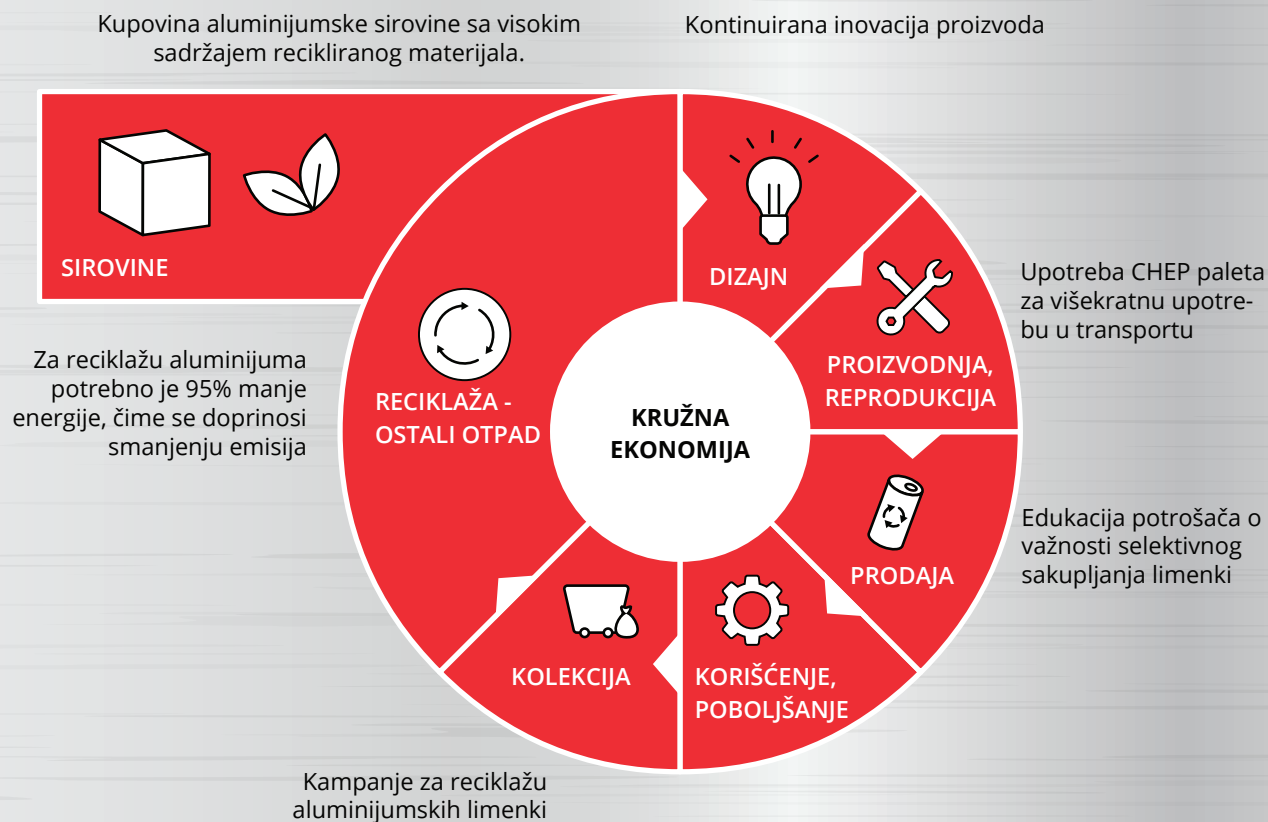 Kupovina aluminijumske sirovine sa visokim
sadržajem recikliranog materijala.
Kontinuirana inovacija proizvoda
SIROVINE
DIZAJN
Upotreba CHEP paleta
za višekratnu upotre-
bu u transportu
PROIZVODNJA,
REPRODUKCIJA
Za reciklažu aluminijuma
potrebno je 95% manje
energije, čime se doprinosi
smanjenju emisija
RECIKLAŽA -
OSTALI OTPAD
KRUŽNA
EKONOMIJA
Edukacija potrošača o
važnosti selektivnog
sakupljanja limenki
PRODAJA
KOLEKCIJA
KORIŠĆENJE,
POBOLJŠANJE
Kampanje za reciklažu
aluminijumskih limenki